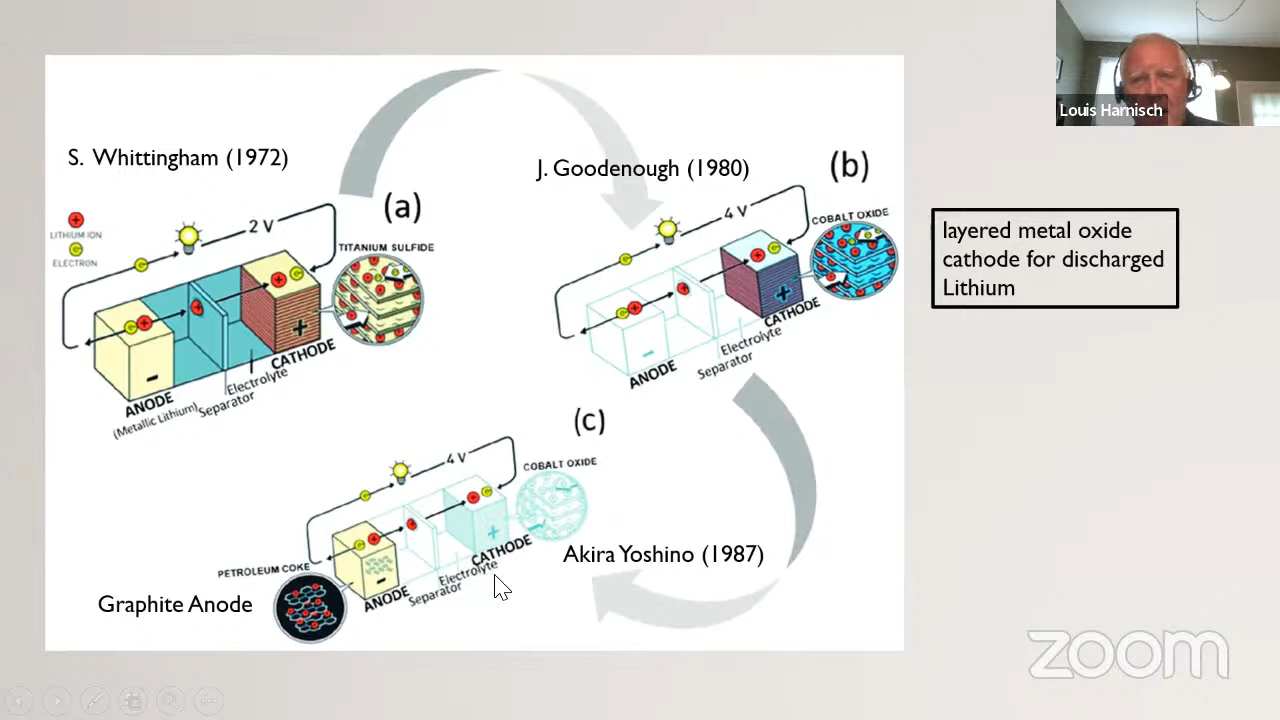 S. Whittingham (1972)
(a)
2 V
LITHIUM ION
ELECTRON
TITANIUM SULFIDE
+
e
-
+
CATHODE
Electrolyte
Separator
ANODE
(Metallic Lithium)
J. Goodenough (1980)
(b)
4 V
COBALT OXIDE
+
e
-
+
CATHODE
Electrolyte
Separator
ANODE
(c)
4 V
COBALT OXIDE
+
e
-
+
CATHODE
Electrolyte
Separator
ANODE
PETROLEUM COKE
Graphite Anode
Akira Yoshino (1987)
Louis Harnisch
layered metal oxide
cathode for discharged
Lithium
zoom